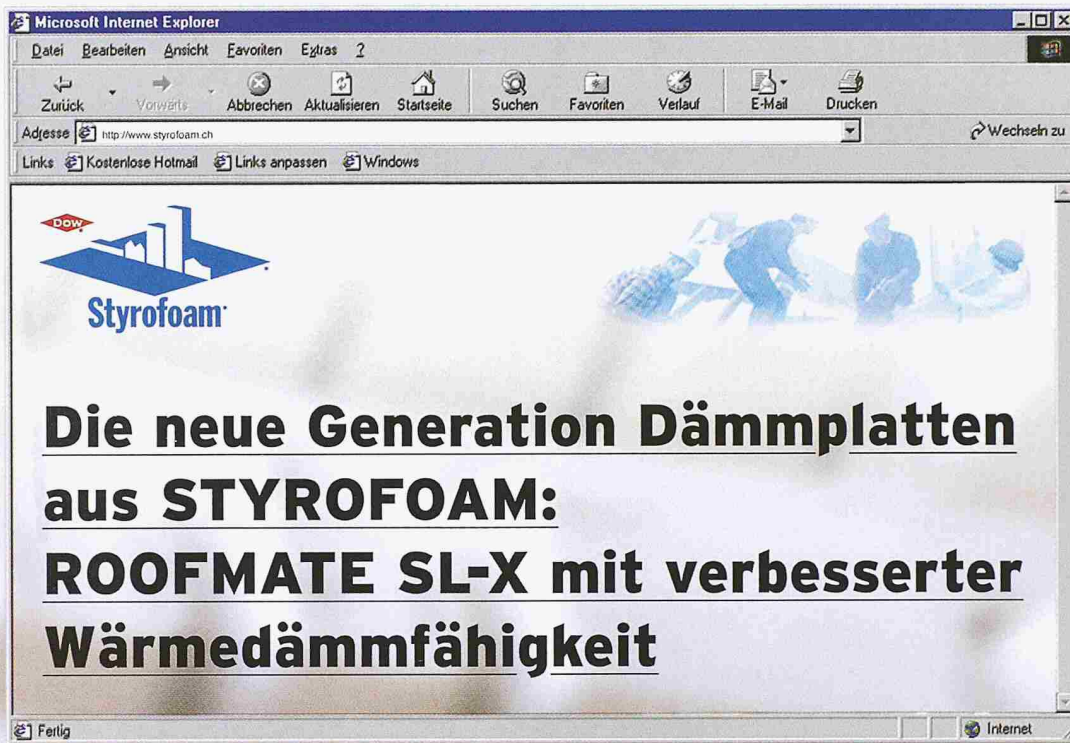 Microsoft Internet Explorer
Datei Bearbeiten Ansicht Favoriten Extras ?
Zurück Vorwärts Abbrechen Aktualisieren Startseite Suchen Favoriten Verlauf E-Mail Drucken
Adresse http://www.styrofoam.ch Wechseln zu
Links Kostenlose Hotmail Links anpassen Windows
DOW
Styrofoam
Die neue Generation Dämmplatten
aus STYROFOAM:
ROOFMATE SL-X mit verbesserter
Wärmedämmfähigkeit
Fertig Internet